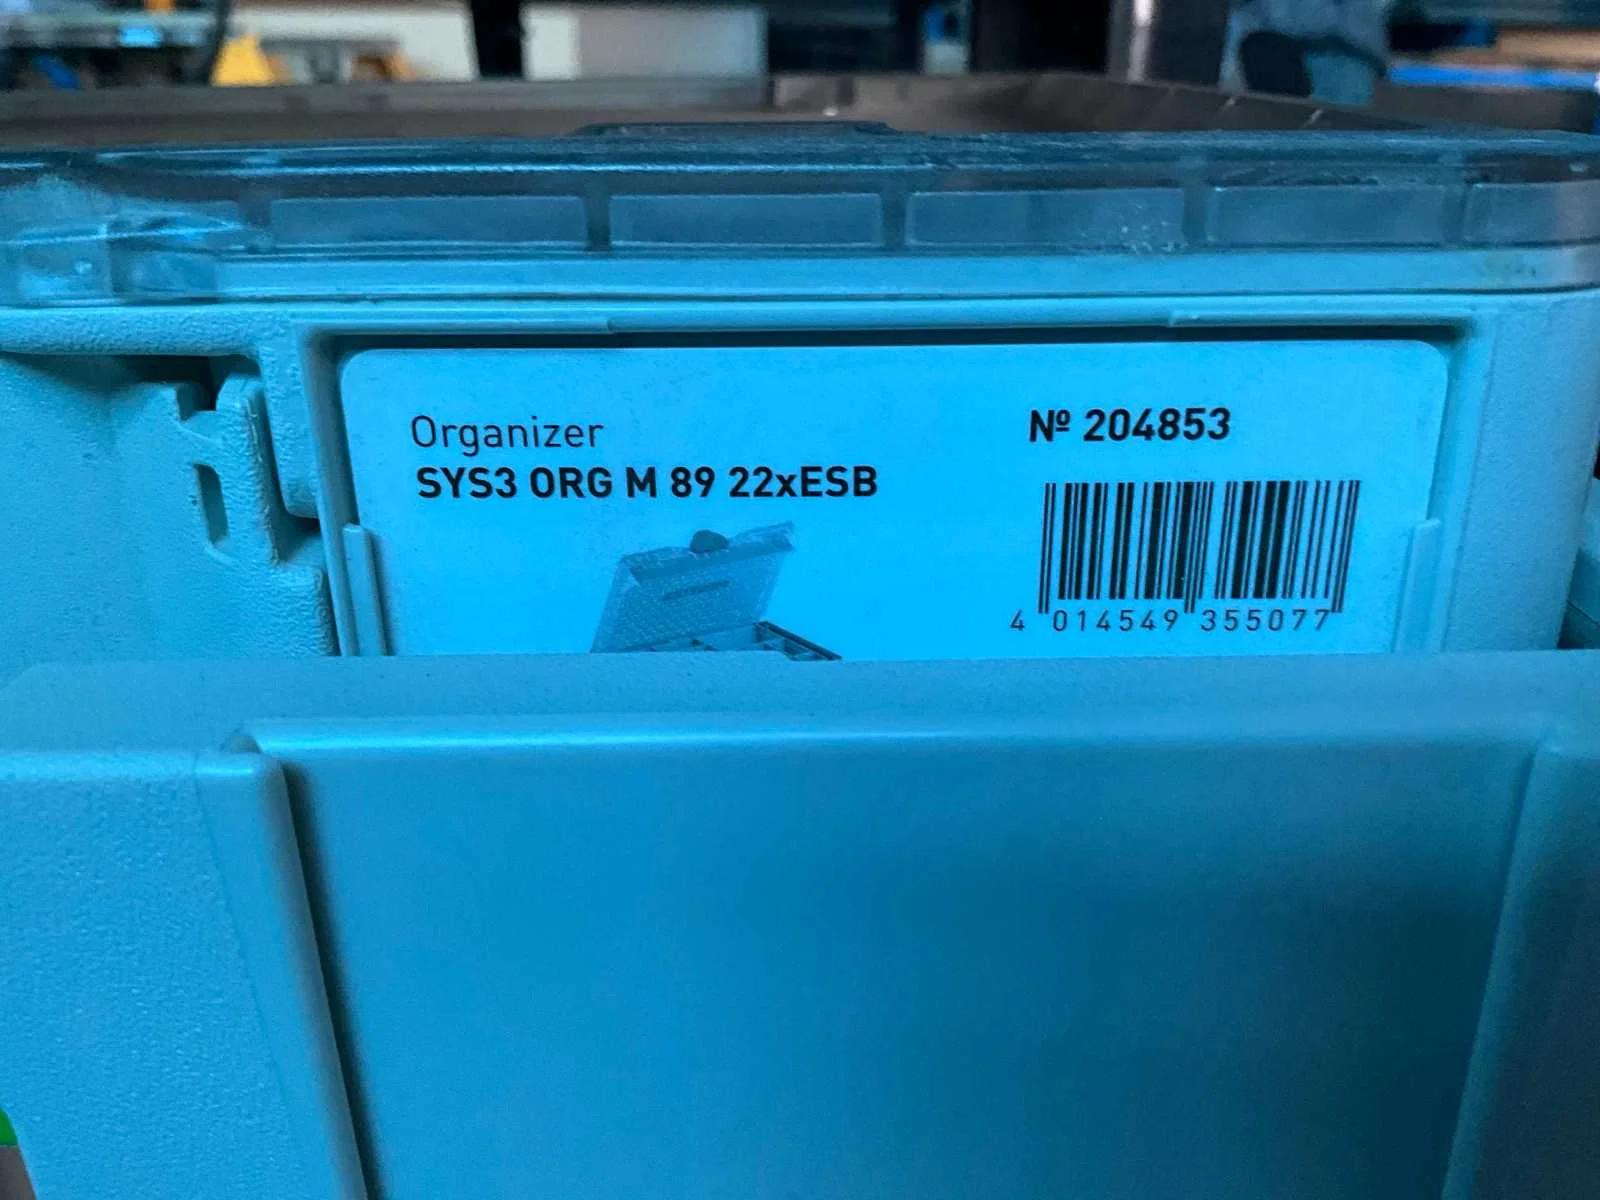 Organizer
SYS3 ORG M 89 22xESB
Nº 204853
4 014549 355077